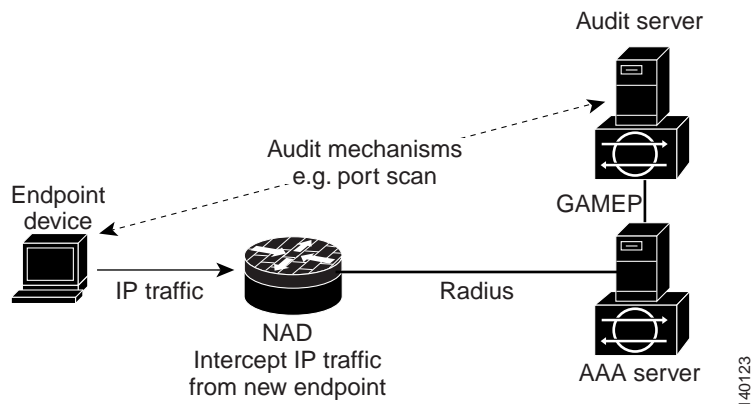 Audit server
Audit mechanisms
e.g. port scan
Endpoint
device
GAMEP
IP traffic
Radius
NAD
Intercept IP traffic
from new endpoint
AAA server
140123